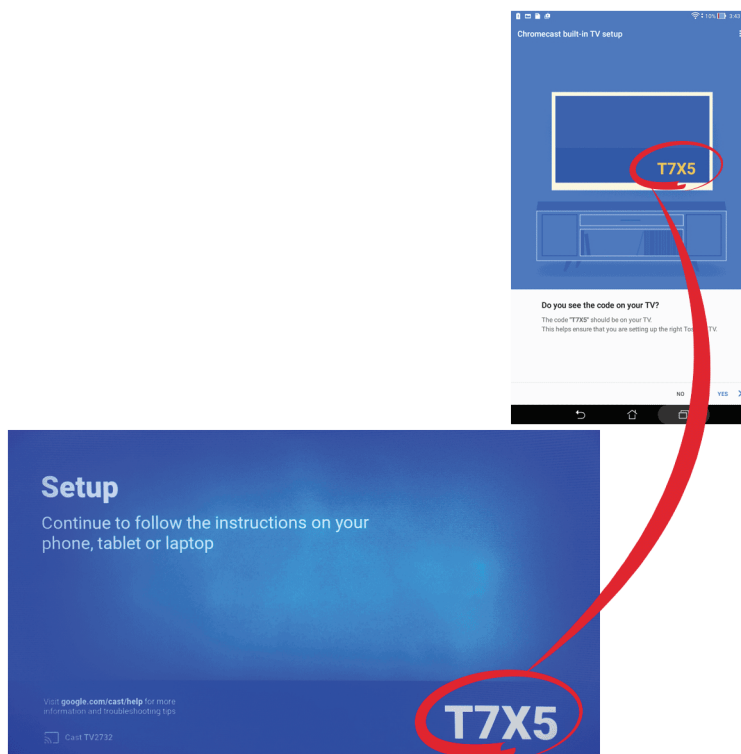 10% 3:43
Chromecast built-in TV setup
T7X5
Do you see the code on your TV?
The code "T7X5" should be on your TV.
This helps ensure that you are setting up the right TV.
NO YES
Setup
Continue to follow the instructions on your
phone, tablet or laptop
Visit google.com/cast/help for more
information and troubleshooting tips
Cast TV2732
T7X5